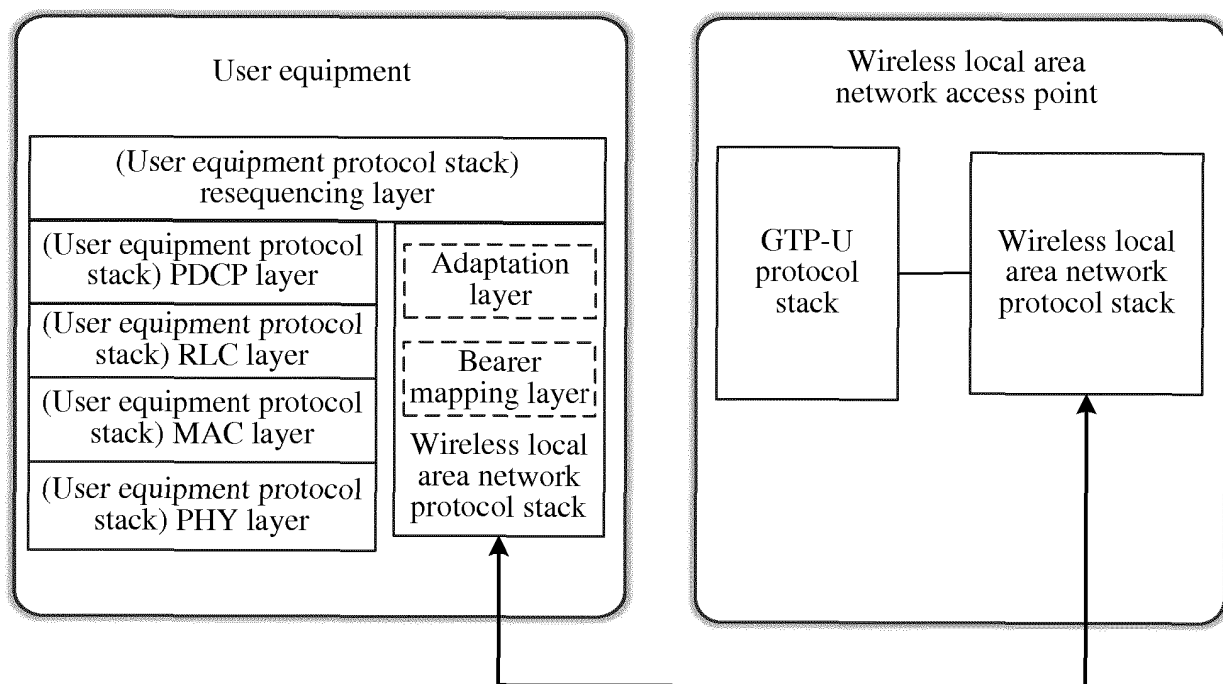 User equipment
(User equipment protocol stack)
resequencing layer
(User equipment protocol
stack) PDCP layer
(User equipment protocol
stack) RLC layer
(User equipment protocol
stack) MAC layer
(User equipment protocol
stack) PHY layer
Adaptation
layer
Bearer
mapping layer
Wireless local
area network
protocol stack
Wireless local area
network access point
GTP-U
protocol
stack
Wireless local
area network
protocol stack